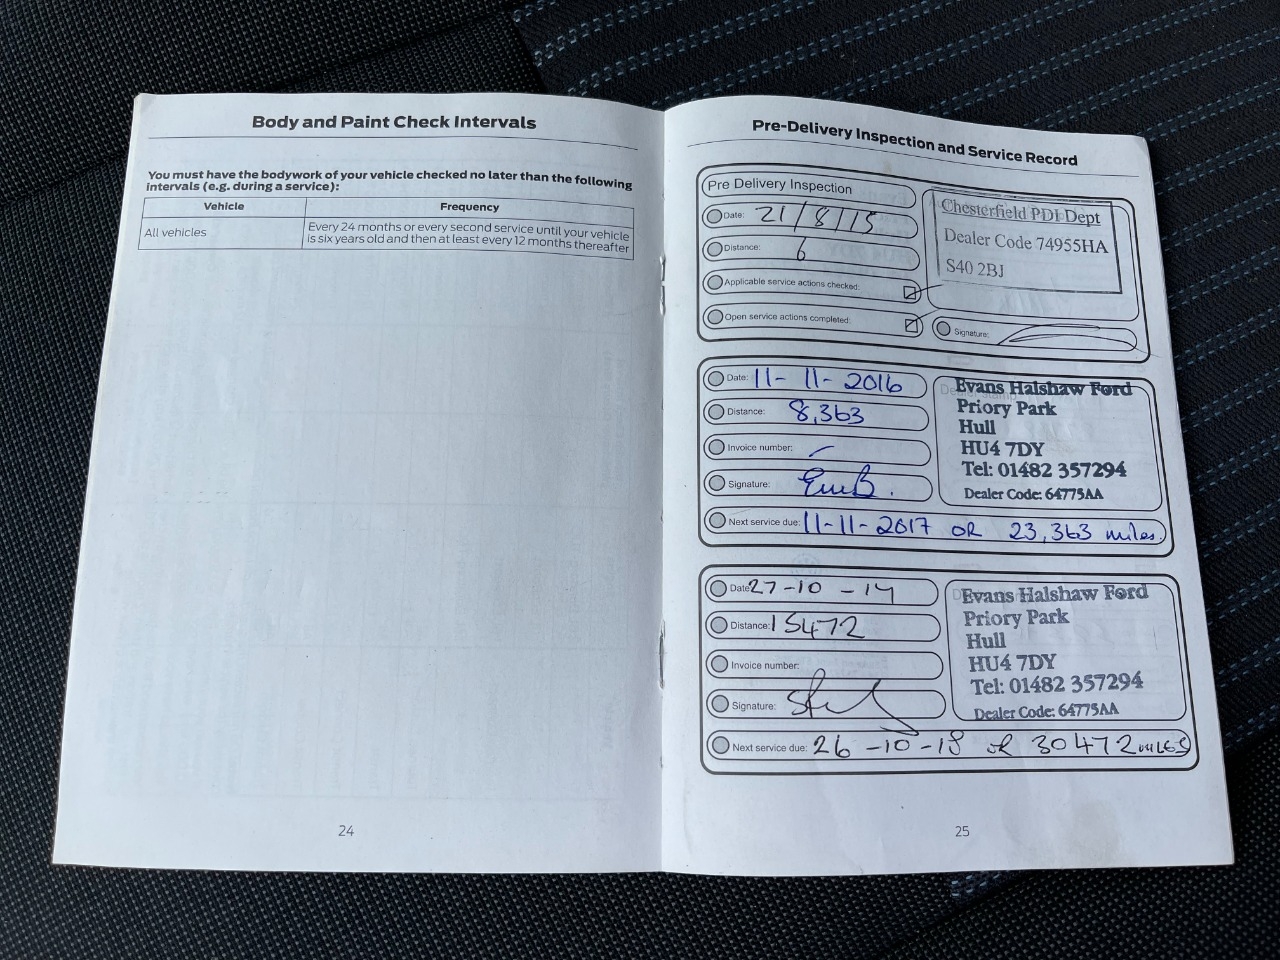 Body and Paint Check Intervals
You must have the bodywork of your vehicle checked no later than the following
intervals (e.g. during a service):
Vehicle Frequency
All vehicles Every 24 months or every second service until your vehicle
is six years old and then at least every 12 months thereafter
24
Pre-Delivery Inspection and Service Record
Pre Delivery Inspection
Date: 21/8/15
Distance: 6
Applicable service actions checked:
Open service actions completed:
Chesterfield PDI Dept
Dealer Code 74955HA
S40 2BJ
Signature:
Date: 11-11-2016
Distance: 8,363
Invoice number: -
Signature:
Next service due: 11-11-2017 OR 23,363 miles.
Evans Halshaw Ford
Priory Park
Hull
HU4 7DY
Tel: 01482 357294
Dealer Code: 64775AA
Date: 27-10-17
Distance: 15472
Invoice number:
Signature:
Next service due: 26-10-18 or 30472 miles
Evans Halshaw Ford
Priory Park
Hull
HU4 7DY
Tel: 01482 357294
Dealer Code: 64775AA
25